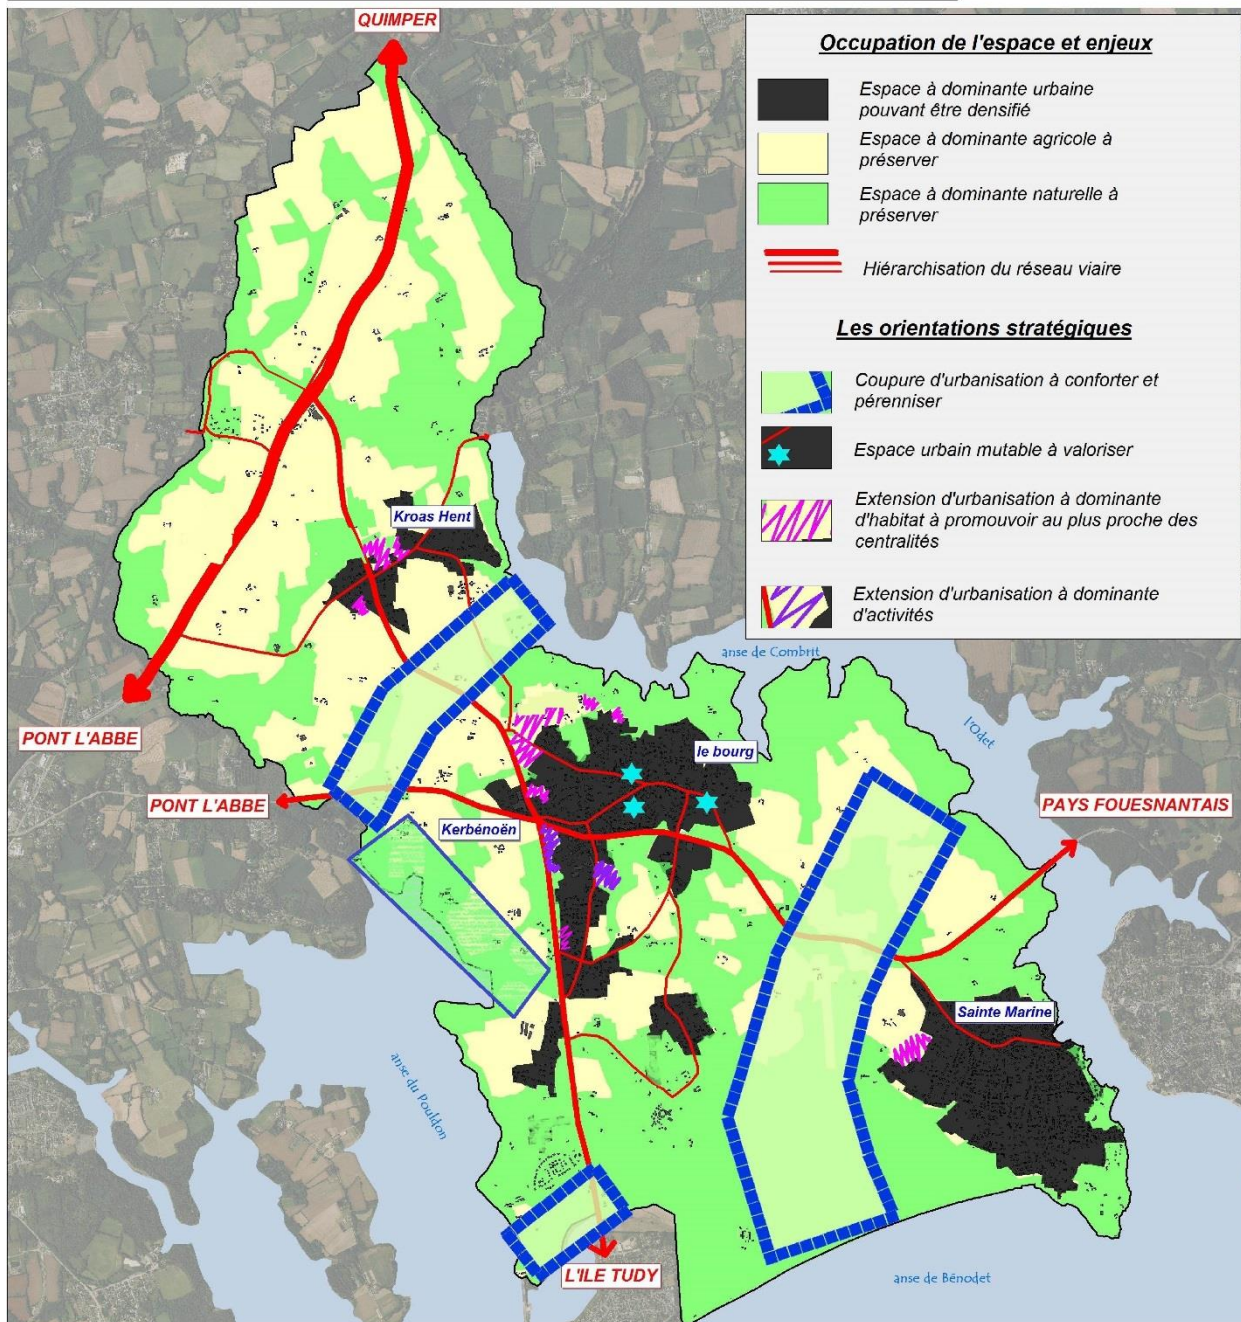 QUIMPER
Occupation de l'espace et enjeux
Espace à dominante urbaine
pouvant être densifié
Espace à dominante agricole à
préserver
Espace à dominante naturelle à
préserver
Hiérarchisation du réseau viaire
Les orientations stratégiques
Coupure d'urbanisation à conforter et
pérenniser
Espace urbain mutable à valoriser
Extension d'urbanisation à dominante
d'habitat à promouvoir au plus proche des
centralités
Extension d'urbanisation à dominante
d'activités
Kroas Hent
anse de Combrit
l'Odet
PONT L'ABBE
le bourg
PONT L'ABBE
PAYS FOUESNANTAIS
Kerbénoën
Sainte Marine
anse du Pouldon
L'ILE TUDY
anse de Bénodet